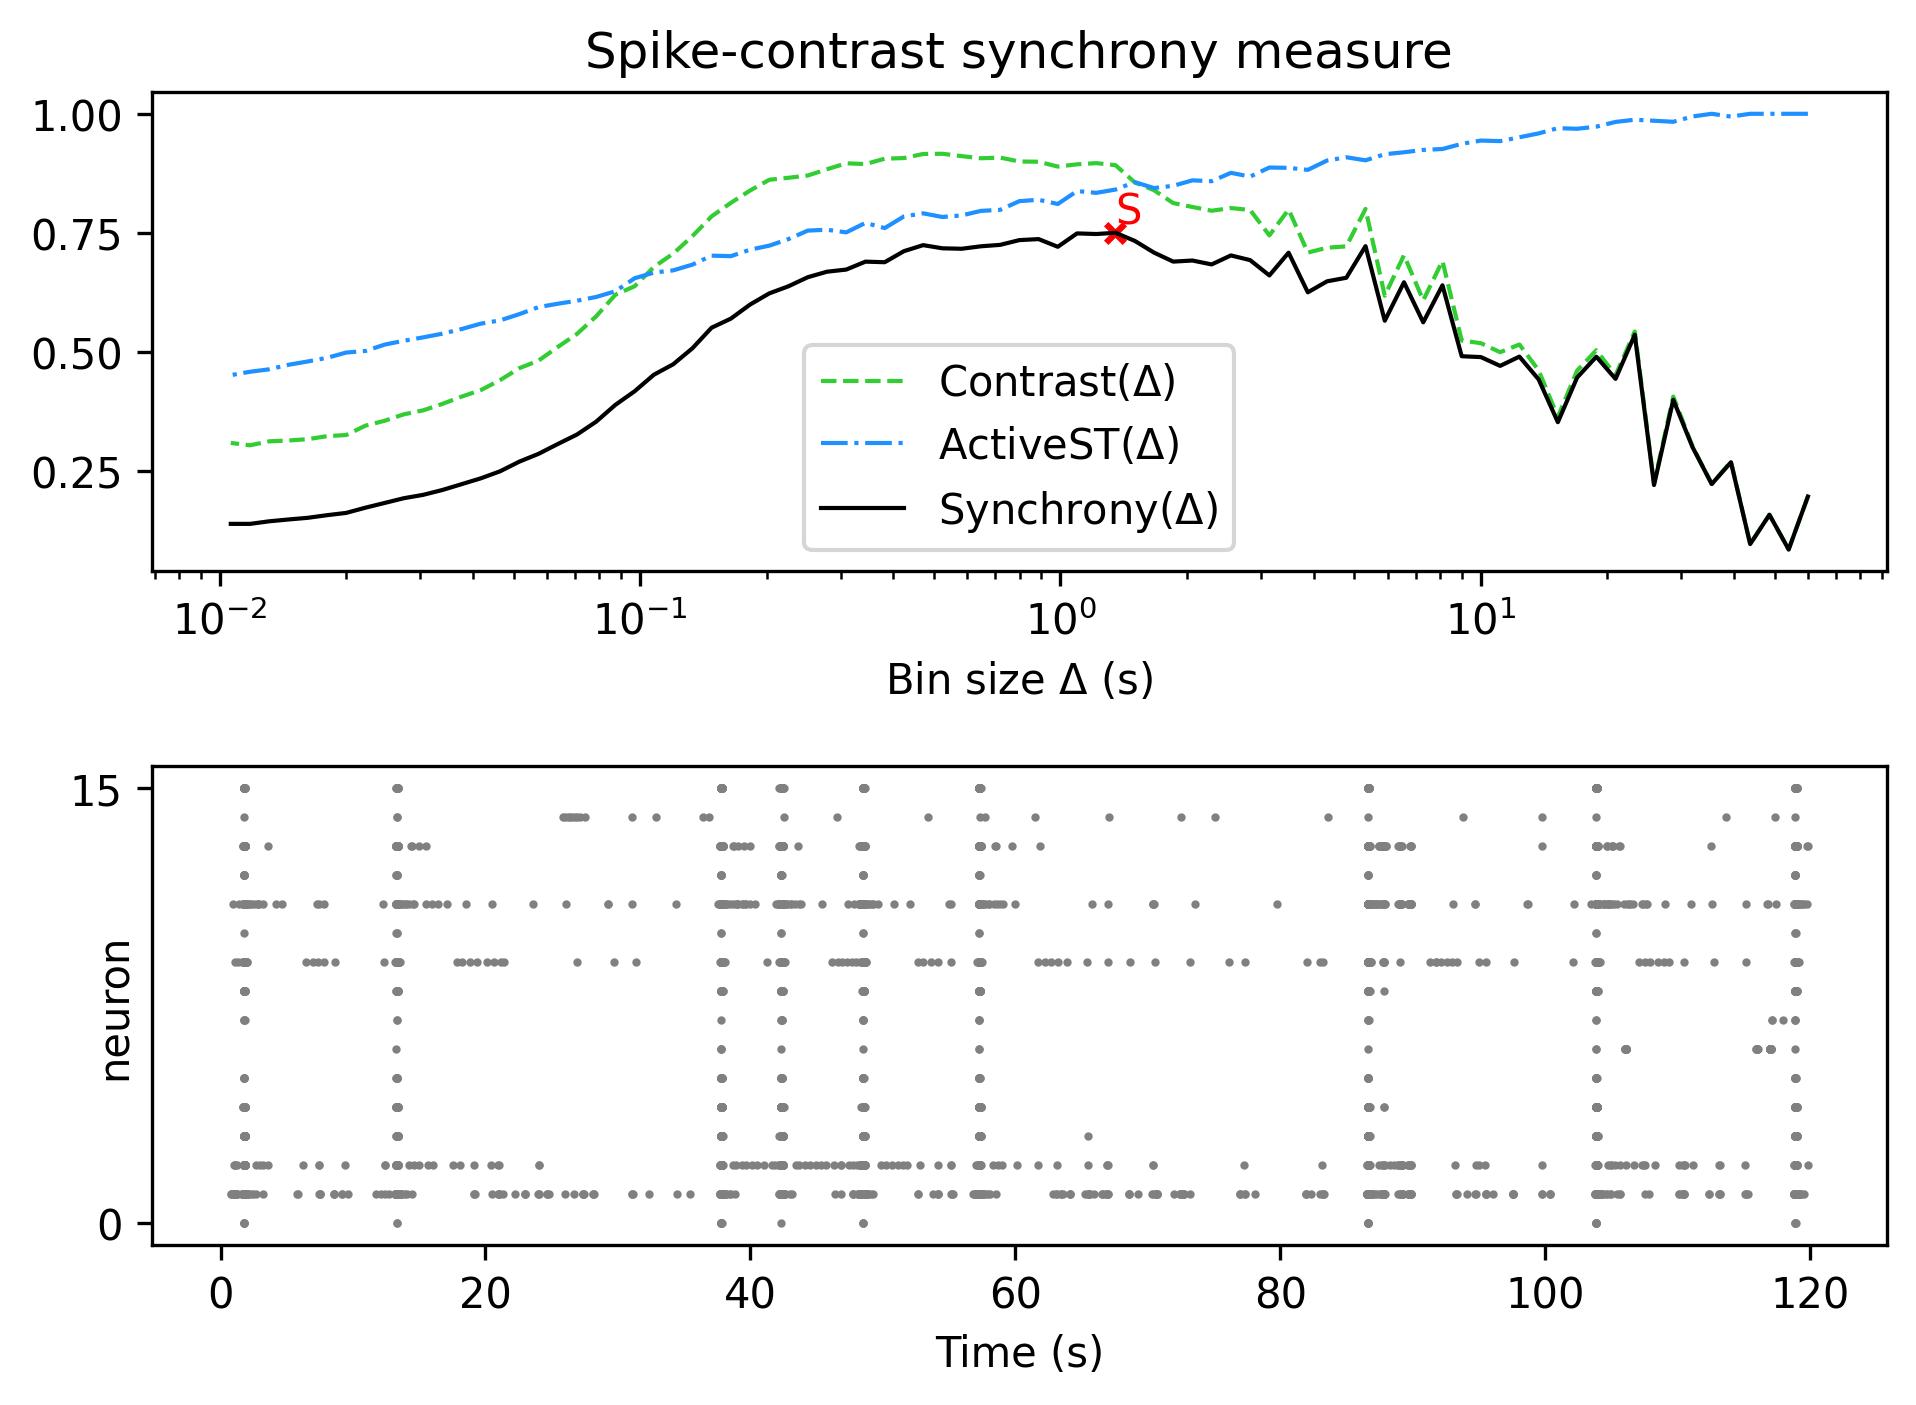 Spike-contrast synchrony measure
1.00
0.75
0.50
0.25
Contrast(Δ)
ActiveST(Δ)
Synchrony(Δ)
S
10⁻² 10⁻¹ 10⁰ 10¹
Bin size Δ (s)
15
0
neuron
0 20 40 60 80 100 120
Time (s)